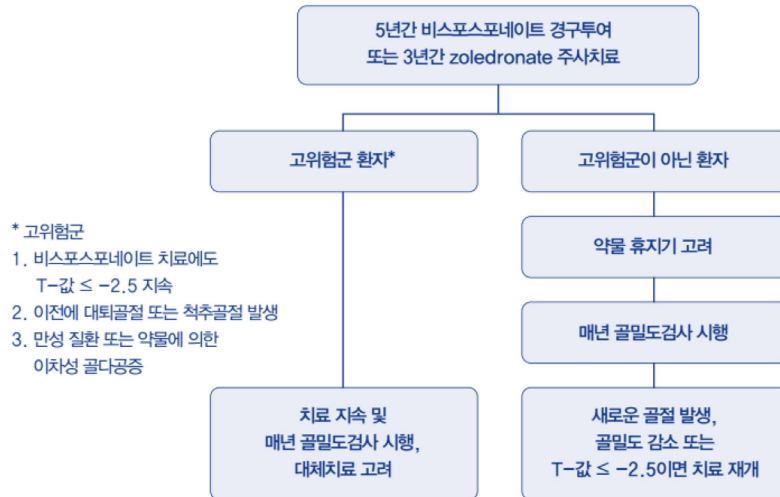 5년간 비스포스포네이트 경구투여
또는 3년간 zoledronate 주사치료
고위험군 환자*
고위험군이 아닌 환자
* 고위험군
1. 비스포스포네이트 치료에도
T-값 ≤ -2.5 지속
2. 이전에 대퇴골절 또는 척추골절 발생
3. 만성 질환 또는 약물에 의한
이차성 골다공증
약물 휴지기 고려
매년 골밀도검사 시행
치료 지속 및
매년 골밀도검사 시행,
대체치료 고려
새로운 골절 발생,
골밀도 감소 또는
T-값 ≤ -2.5이면 치료 재개